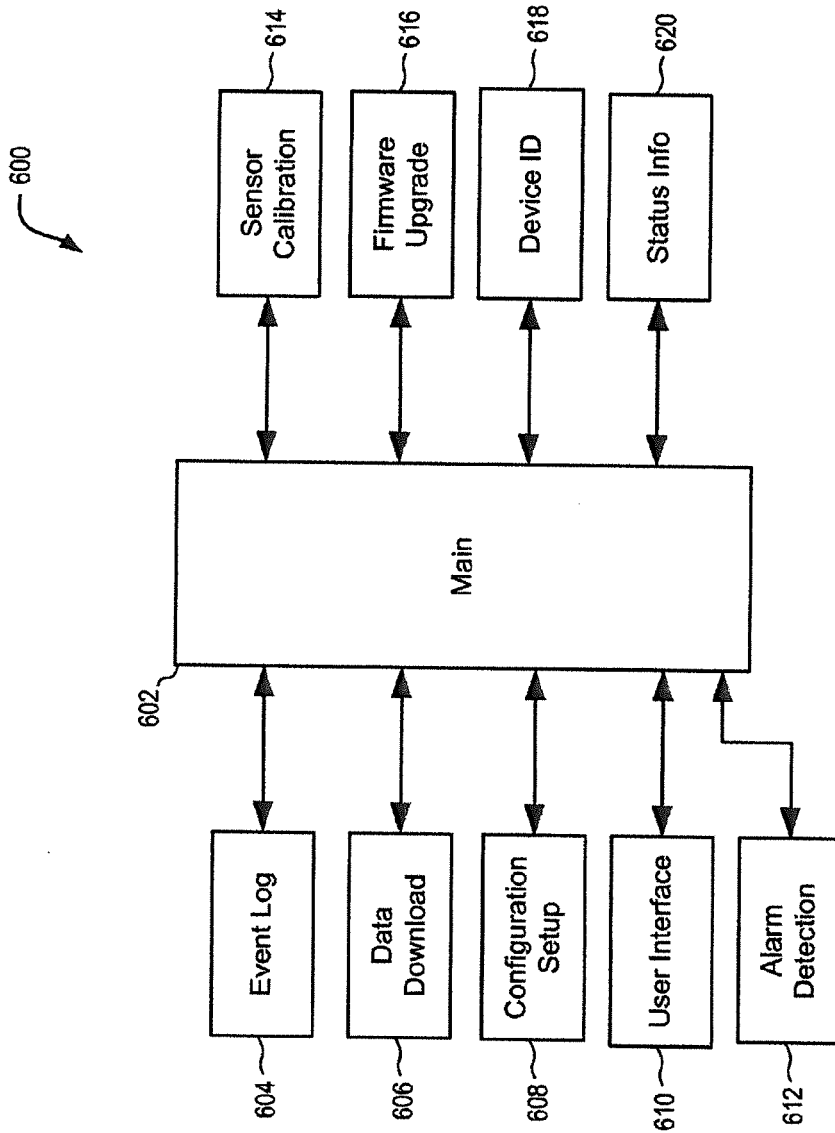 600
602
Main
604
Event Log
606
Data
Download
608
Configuration
Setup
610
User Interface
612
Alarm
Detection
614
Sensor
Calibration
616
Firmware
Upgrade
618
Device ID
620
Status Info